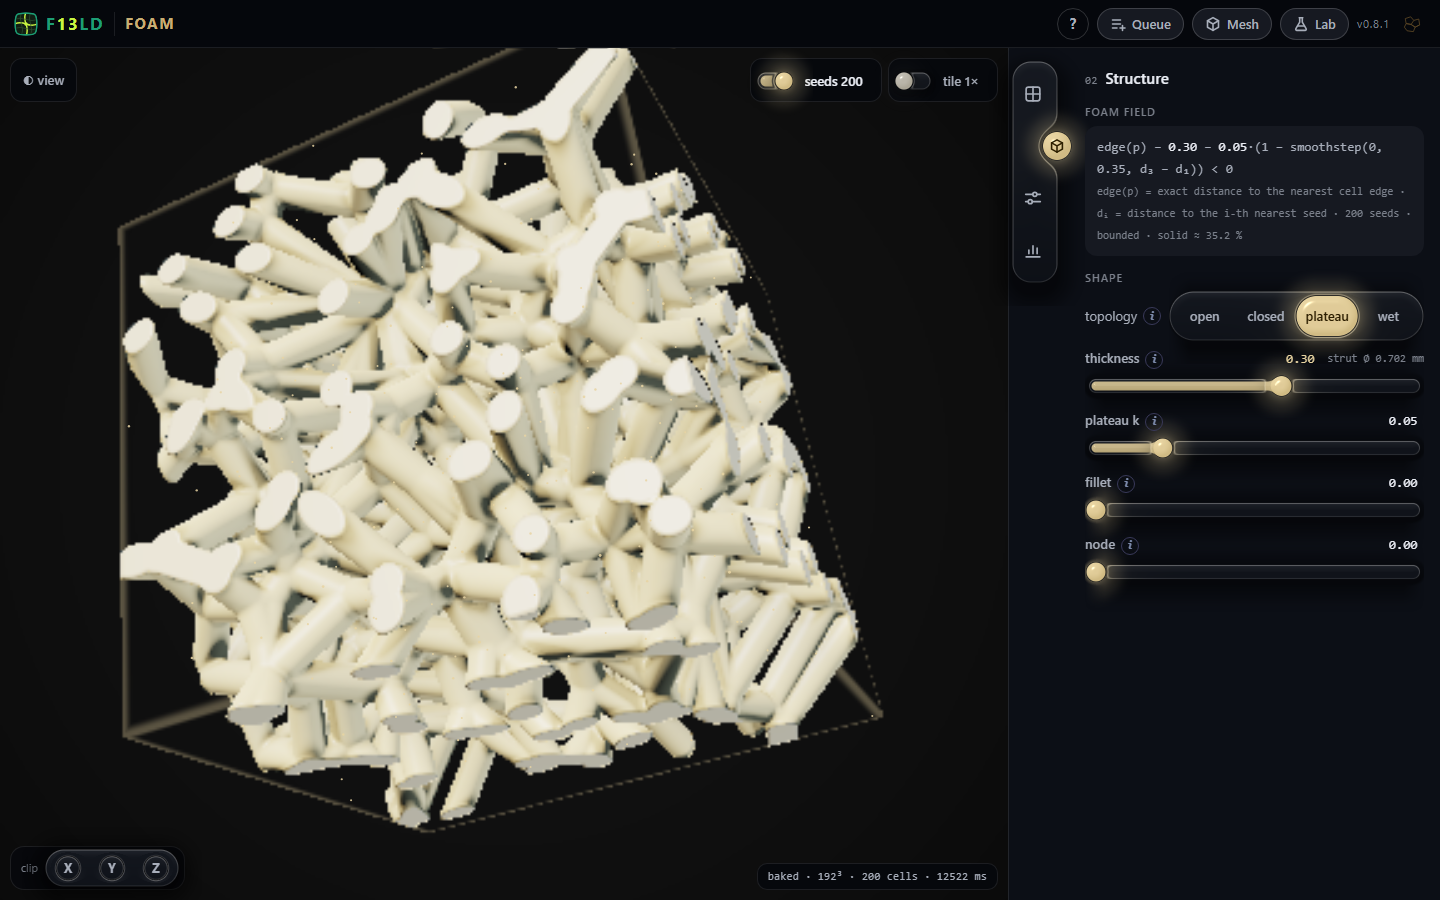 F13LD FOAM
? Queue Mesh Lab v0.8.1
view
seeds 200
tile 1×
02 Structure
FOAM FIELD
edge(p) − 0.30 − 0.05·(1 − smoothstep(0,
0.35, d₃ − d₁)) < 0
edge(p) = exact distance to the nearest cell edge ·
dᵢ = distance to the i-th nearest seed · 200 seeds ·
bounded · solid ≈ 35.2 %
SHAPE
topology i open closed plateau wet
thickness i 0.30 strut Ø 0.702 mm
plateau k i 0.05
fillet i 0.00
node i 0.00
clip X Y Z
baked · 192³ · 200 cells · 12522 ms